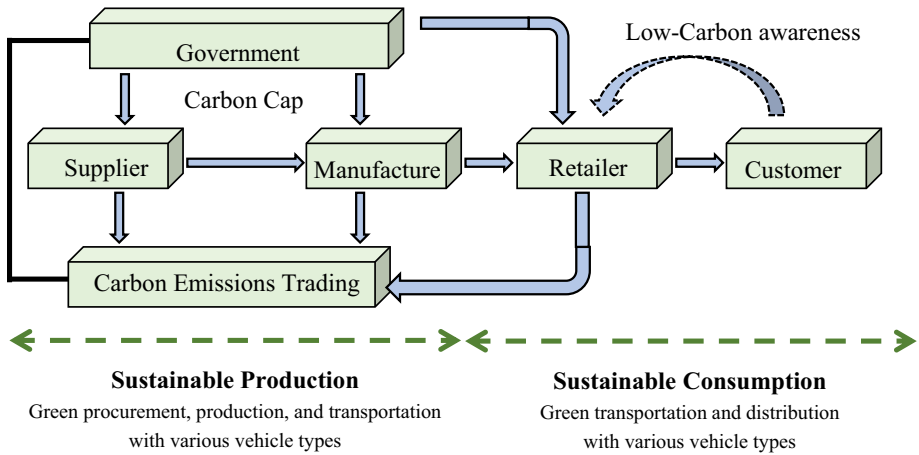 Low-Carbon awareness
Government
Carbon Cap
Supplier
Manufacture
Retailer
Customer
Carbon Emissions Trading
Sustainable Production
Green procurement, production, and transportation
with various vehicle types
Sustainable Consumption
Green transportation and distribution
with various vehicle types